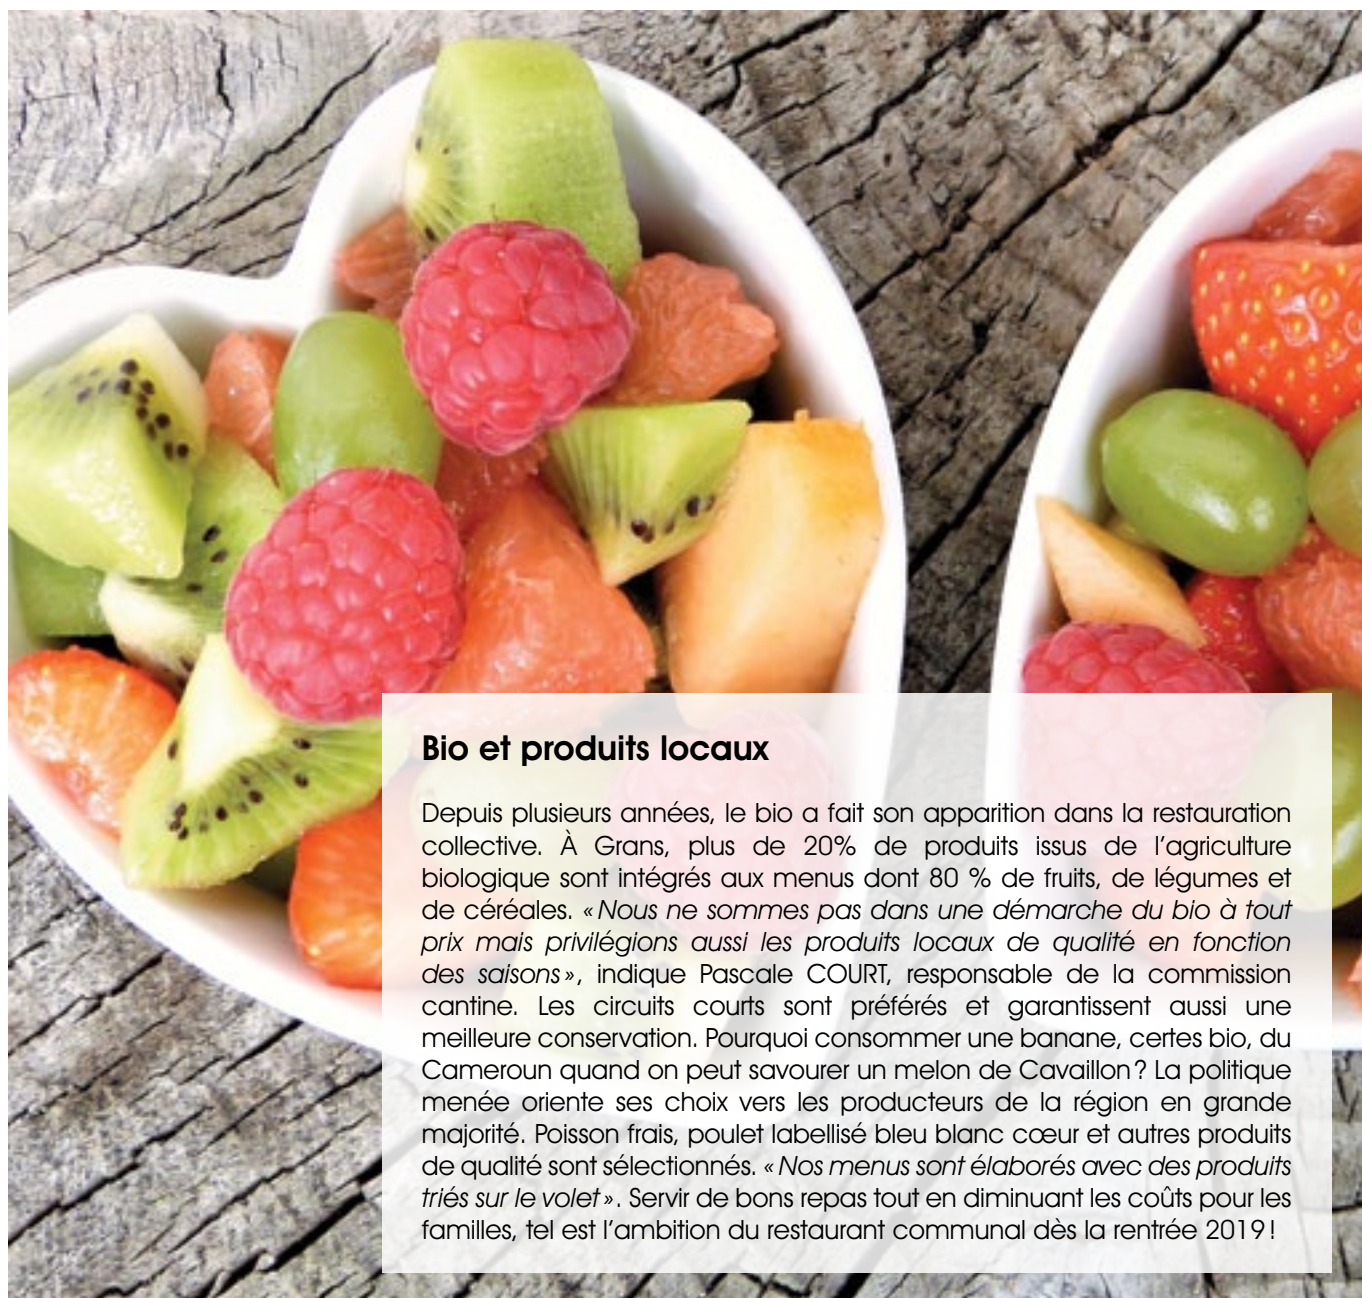 Bio et produits locaux
Depuis plusieurs années, le bio a fait son apparition dans la restauration
collective. À Grans, plus de 20% de produits issus de l’agriculture
biologique sont intégrés aux menus dont 80 % de fruits, de légumes et
de céréales. «Nous ne sommes pas dans une démarche du bio à tout
prix mais privilégions aussi les produits locaux de qualité en fonction
des saisons», indique Pascale COURT, responsable de la commission
cantine. Les circuits courts sont préférés et garantissent aussi une
meilleure conservation. Pourquoi consommer une banane, certes bio, du
Cameroun quand on peut savourer un melon de Cavaillon? La politique
menée oriente ses choix vers les producteurs de la région en grande
majorité. Poisson frais, poulet labellisé bleu blanc cœur et autres produits
de qualité sont sélectionnés. «Nos menus sont élaborés avec des produits
triés sur le volet». Servir de bons repas tout en diminuant les coûts pour les
familles, tel est l’ambition du restaurant communal dès la rentrée 2019!